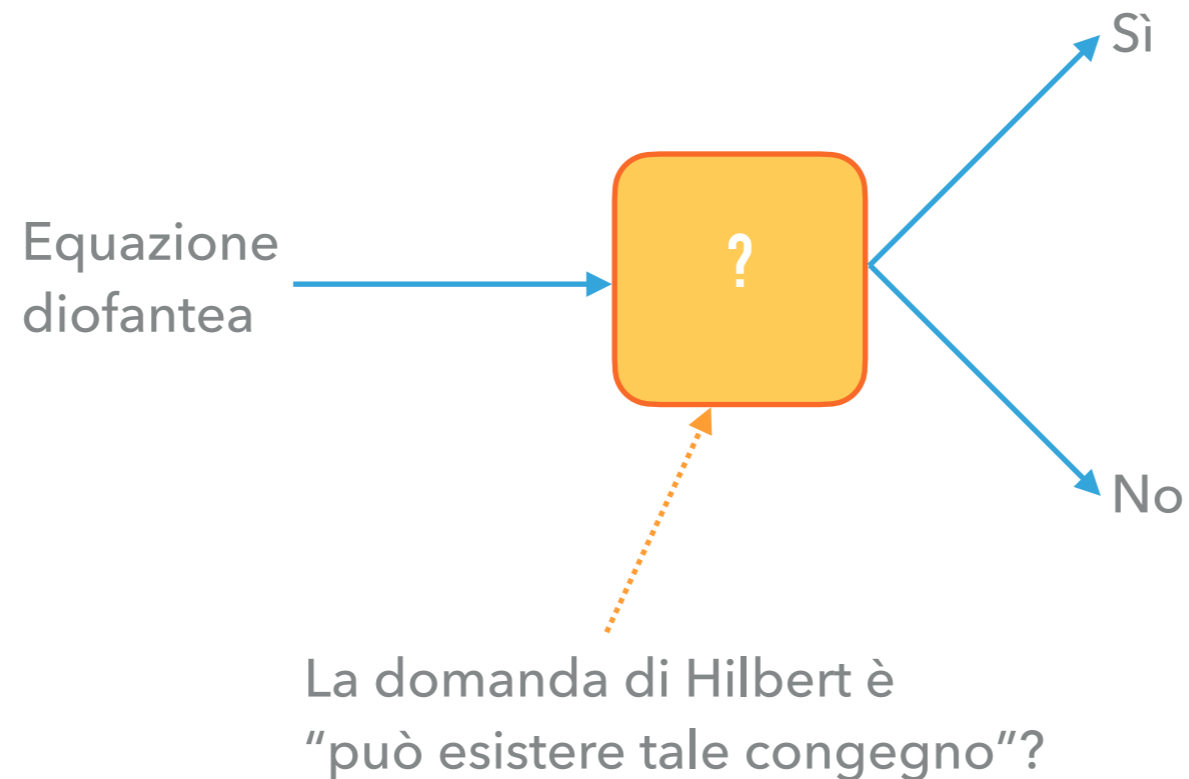 Sì
Equazione
diofantea
?
No
La domanda di Hilbert è
“può esistere tale congegno”?